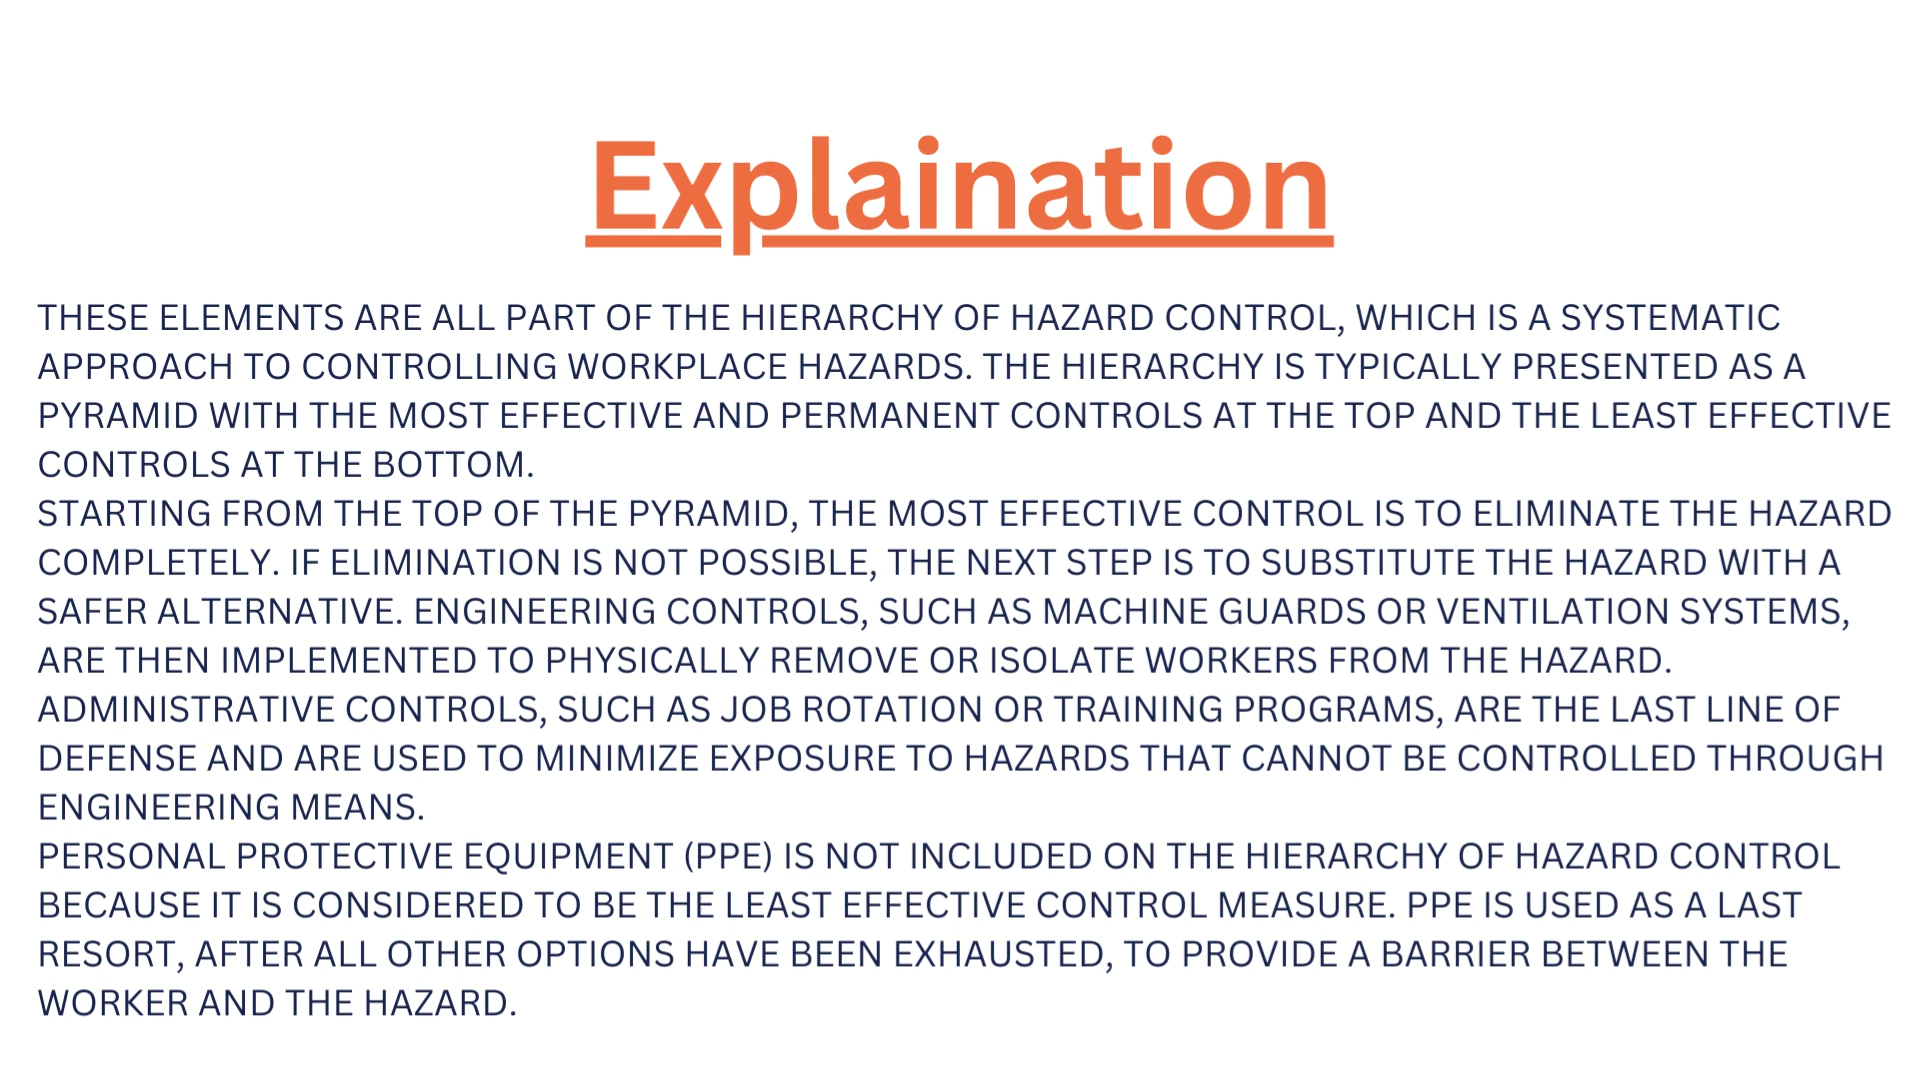 Explaination
THESE ELEMENTS ARE ALL PART OF THE HIERARCHY OF HAZARD CONTROL, WHICH IS A SYSTEMATIC
APPROACH TO CONTROLLING WORKPLACE HAZARDS. THE HIERARCHY IS TYPICALLY PRESENTED AS A
PYRAMID WITH THE MOST EFFECTIVE AND PERMANENT CONTROLS AT THE TOP AND THE LEAST EFFECTIVE
CONTROLS AT THE BOTTOM.
STARTING FROM THE TOP OF THE PYRAMID, THE MOST EFFECTIVE CONTROL IS TO ELIMINATE THE HAZARD
COMPLETELY. IF ELIMINATION IS NOT POSSIBLE, THE NEXT STEP IS TO SUBSTITUTE THE HAZARD WITH A
SAFER ALTERNATIVE. ENGINEERING CONTROLS, SUCH AS MACHINE GUARDS OR VENTILATION SYSTEMS,
ARE THEN IMPLEMENTED TO PHYSICALLY REMOVE OR ISOLATE WORKERS FROM THE HAZARD.
ADMINISTRATIVE CONTROLS, SUCH AS JOB ROTATION OR TRAINING PROGRAMS, ARE THE LAST LINE OF
DEFENSE AND ARE USED TO MINIMIZE EXPOSURE TO HAZARDS THAT CANNOT BE CONTROLLED THROUGH
ENGINEERING MEANS.
PERSONAL PROTECTIVE EQUIPMENT (PPE) IS NOT INCLUDED ON THE HIERARCHY OF HAZARD CONTROL
BECAUSE IT IS CONSIDERED TO BE THE LEAST EFFECTIVE CONTROL MEASURE. PPE IS USED AS A LAST
RESORT, AFTER ALL OTHER OPTIONS HAVE BEEN EXHAUSTED, TO PROVIDE A BARRIER BETWEEN THE
WORKER AND THE HAZARD.